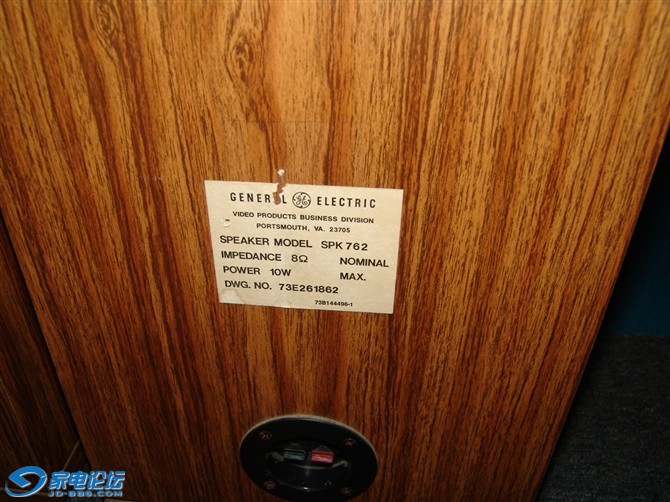 GENERAL GE ELECTRIC
VIDEO PRODUCTS BUSINESS DIVISION
PORTSMOUTH, VA. 23705
SPEAKER MODEL SPK 762
IMPEDANCE 8Ω NOMINAL
POWER 10W MAX.
DWG. NO. 73E261862
73B144496-1
家电论坛
JD-BBS.COM